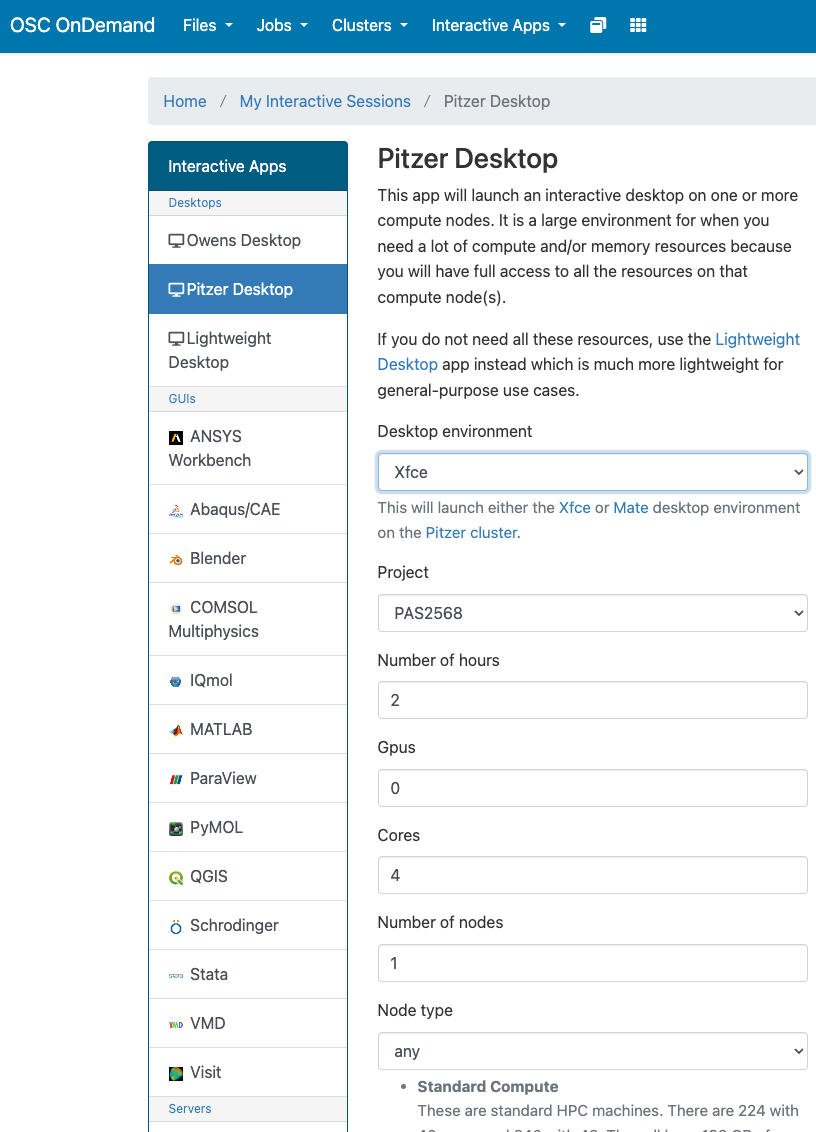 OSC OnDemand Files Jobs Clusters Interactive Apps
Home / My Interactive Sessions / Pitzer Desktop
Interactive Apps
Desktops
Owens Desktop
Pitzer Desktop
Lightweight
Desktop
GUIs
ANSYS
Workbench
Abaqus/CAE
Blender
COMSOL
Multiphysics
IQmol
MATLAB
ParaView
PyMOL
QGIS
Schrodinger
Stata
VMD
Visit
Servers
Pitzer Desktop
This app will launch an interactive desktop on one or more
compute nodes. It is a large environment for when you
need a lot of compute and/or memory resources because
you will have full access to all the resources on that
compute node(s).
If you do not need all these resources, use the Lightweight
Desktop app instead which is much more lightweight for
general-purpose use cases.
Desktop environment
Xfce
This will launch either the Xfce or Mate desktop environment
on the Pitzer cluster.
Project
PAS2568
Number of hours
2
Gpus
0
Cores
4
Number of nodes
1
Node type
any
• Standard Compute
These are standard HPC machines. There are 224 with